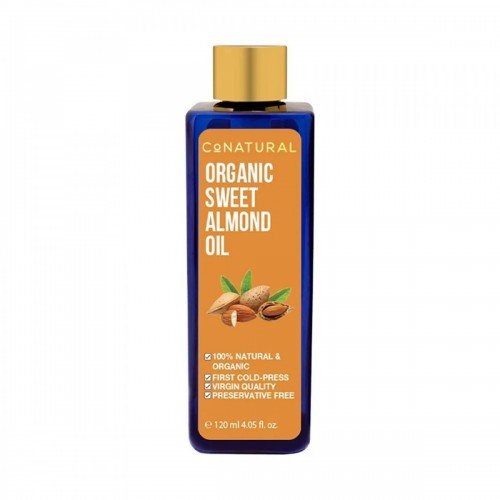 CoNATURAL
ORGANIC
SWEET
ALMOND
OIL
☑ 100% NATURAL &
ORGANIC
☑ FIRST COLD-PRESS
☑ VIRGIN QUALITY
☑ PRESERVATIVE FREE
℮ 120 ml 4.05 fl. oz.